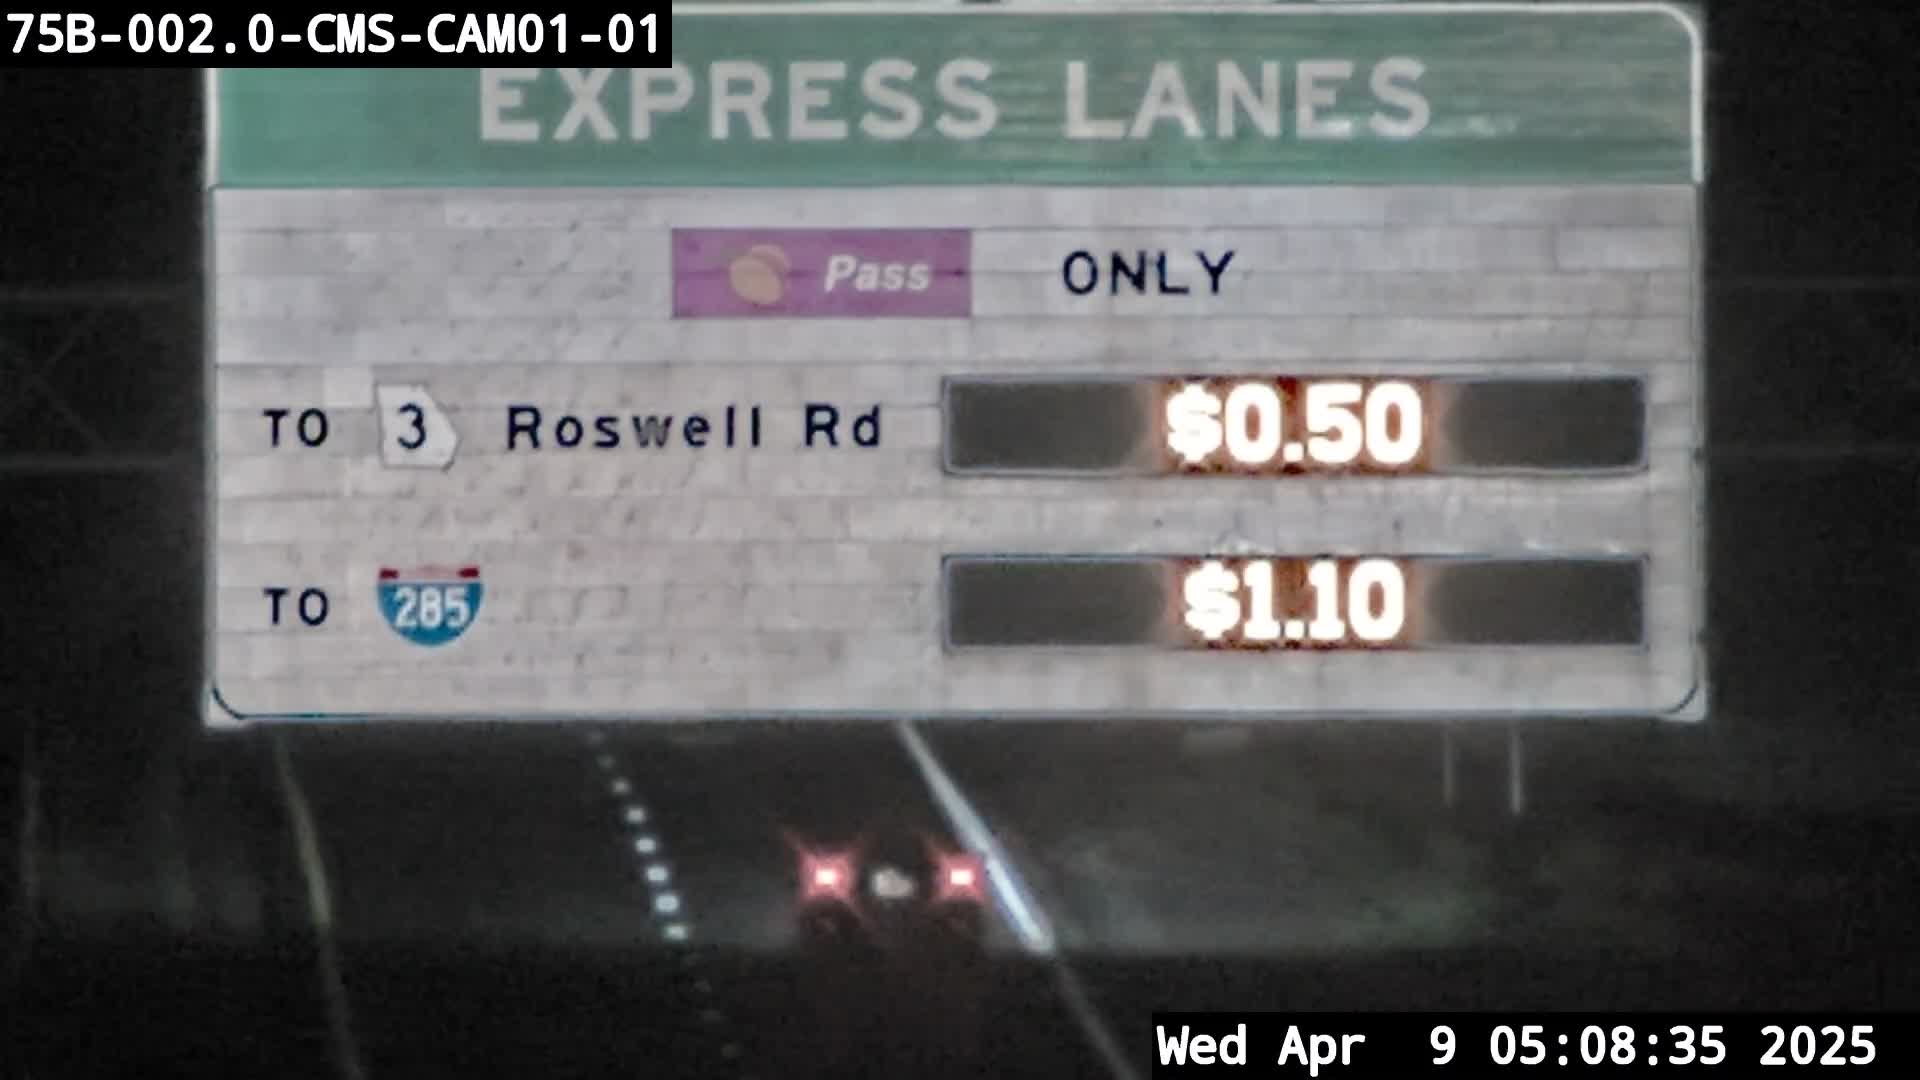 75B-002.0-CMS-CAM01-01
EXPRESS LANES
Pass ONLY
TO 3 Roswell Rd $0.50
TO 285 $1.10
Wed Apr 9 05:08:35 2025